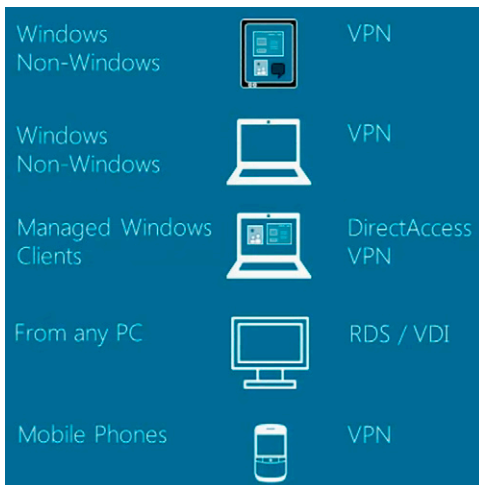 Windows
Non-Windows
VPN
Windows
Non-Windows
VPN
Managed Windows
Clients
DirectAccess
VPN
From any PC
RDS / VDI
Mobile Phones
VPN